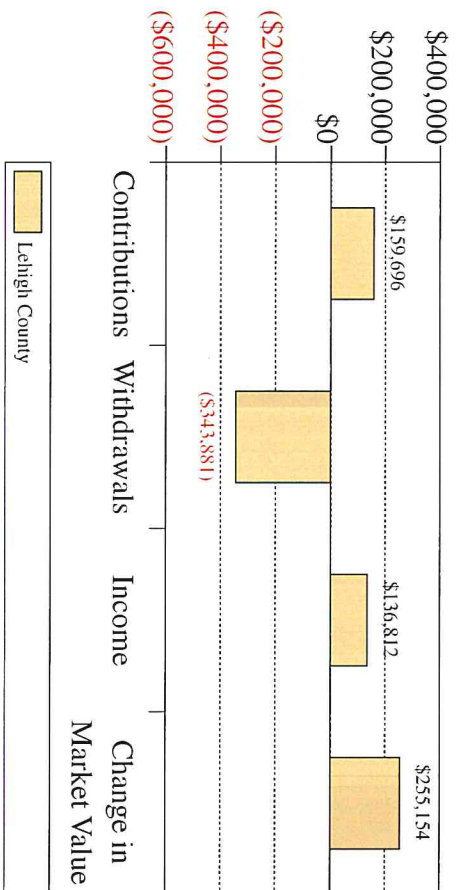 $400,000
$200,000
$0
($200,000)
($400,000)
($600,000)
$159,696
($343,881)
$136,812
$255,154
Contributions
Withdrawals
Income
Change in
Market Value
Lehigh County